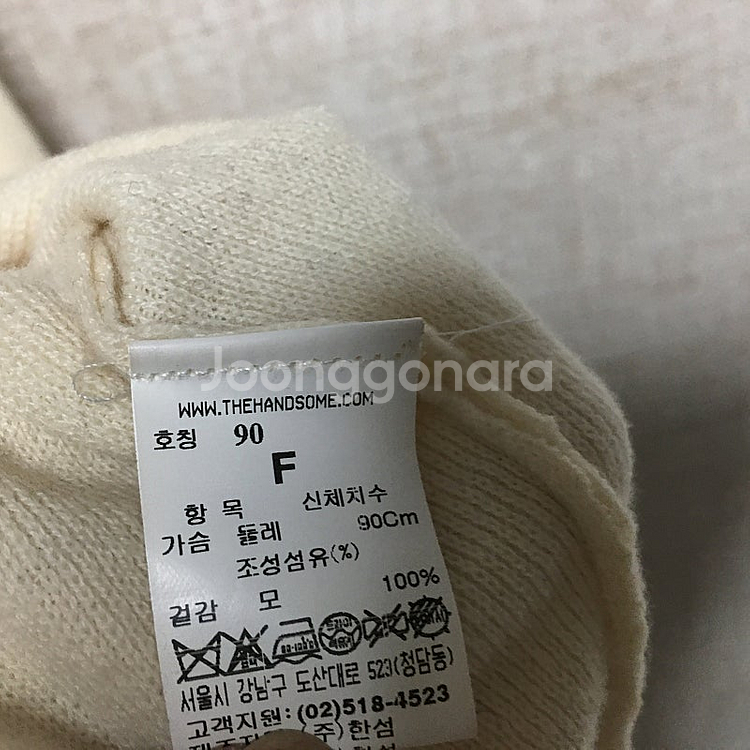 Joonggonara
WWW.THEHANDSOME.COM
호칭 90
F
항 목 신체치수
가슴 둘레 90Cm
조성섬유(%)
겉감 모 100%
서울시 강남구 도산대로 523(청담동)
고객지원:(02)518-4523
(주)한섬